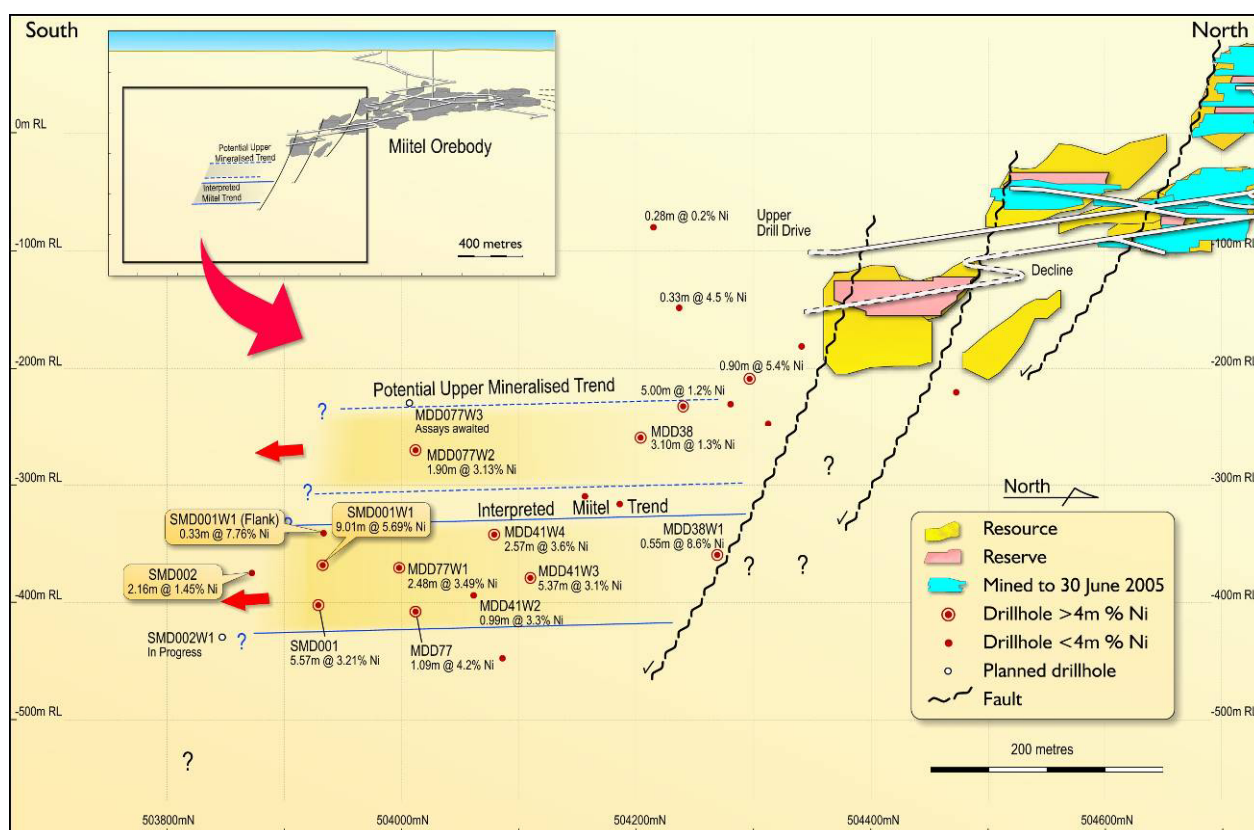 South
North
0m RL
-100m RL
-200m RL
-300m RL
-400m RL
-500m RL
Potential Upper
Mineralised Trend
Interpreted
Miitel Trend
Miitel Orebody
400 metres
0.28m @ 0.2% Ni
Upper
Drill Drive
-100m RL
Decline
0.33m @ 4.5 % Ni
0.90m @ 5.4% Ni
-200m RL
5.00m @ 1.2% Ni
Potential Upper Mineralised Trend
?
MDD077W3
Assays awaited
MDD38
3.10m @ 1.3% Ni
MDD077W2
1.90m @ 3.13% Ni
?
?
-300m RL
Interpreted Miitel Trend
SMD001W1 (Flank)
0.33m @ 7.76% Ni
SMD001W1
9.01m @ 5.69% Ni
MDD41W4
2.57m @ 3.6% Ni
MDD38W1
0.55m @ 8.6% Ni
?
?
SMD002
2.16m @ 1.45% Ni
MDD77W1
2.48m @ 3.49% Ni
MDD41W3
5.37m @ 3.1% Ni
MDD41W2
0.99m @ 3.3% Ni
-400m RL
SMD002W1
In Progress
?
SMD001
5.57m @ 3.21% Ni
MDD77
1.09m @ 4.2% Ni
-500m RL
?
North
Resource
Reserve
Mined to 30 June 2005
Drillhole >4m % Ni
Drillhole <4m % Ni
Planned drillhole
Fault
200 metres
503800mN
504000mN
504200mN
504400mN
504600mN